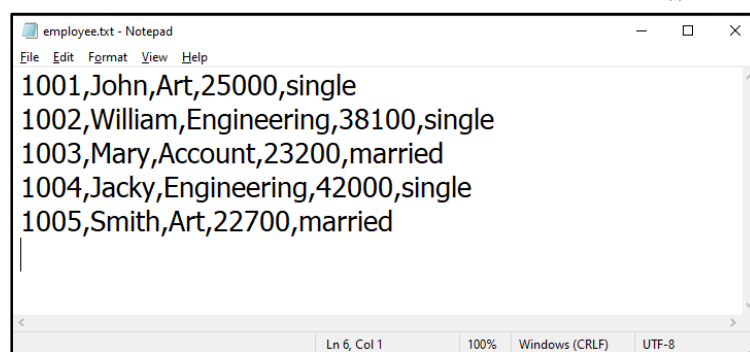 employee.txt - Notepad
File Edit Format View Help
1001,John,Art,25000,single
1002,William,Engineering,38100,single
1003,Mary,Account,23200,married
1004,Jacky,Engineering,42000,single
1005,Smith,Art,22700,married
Ln 6, Col 1 100% Windows (CRLF) UTF-8